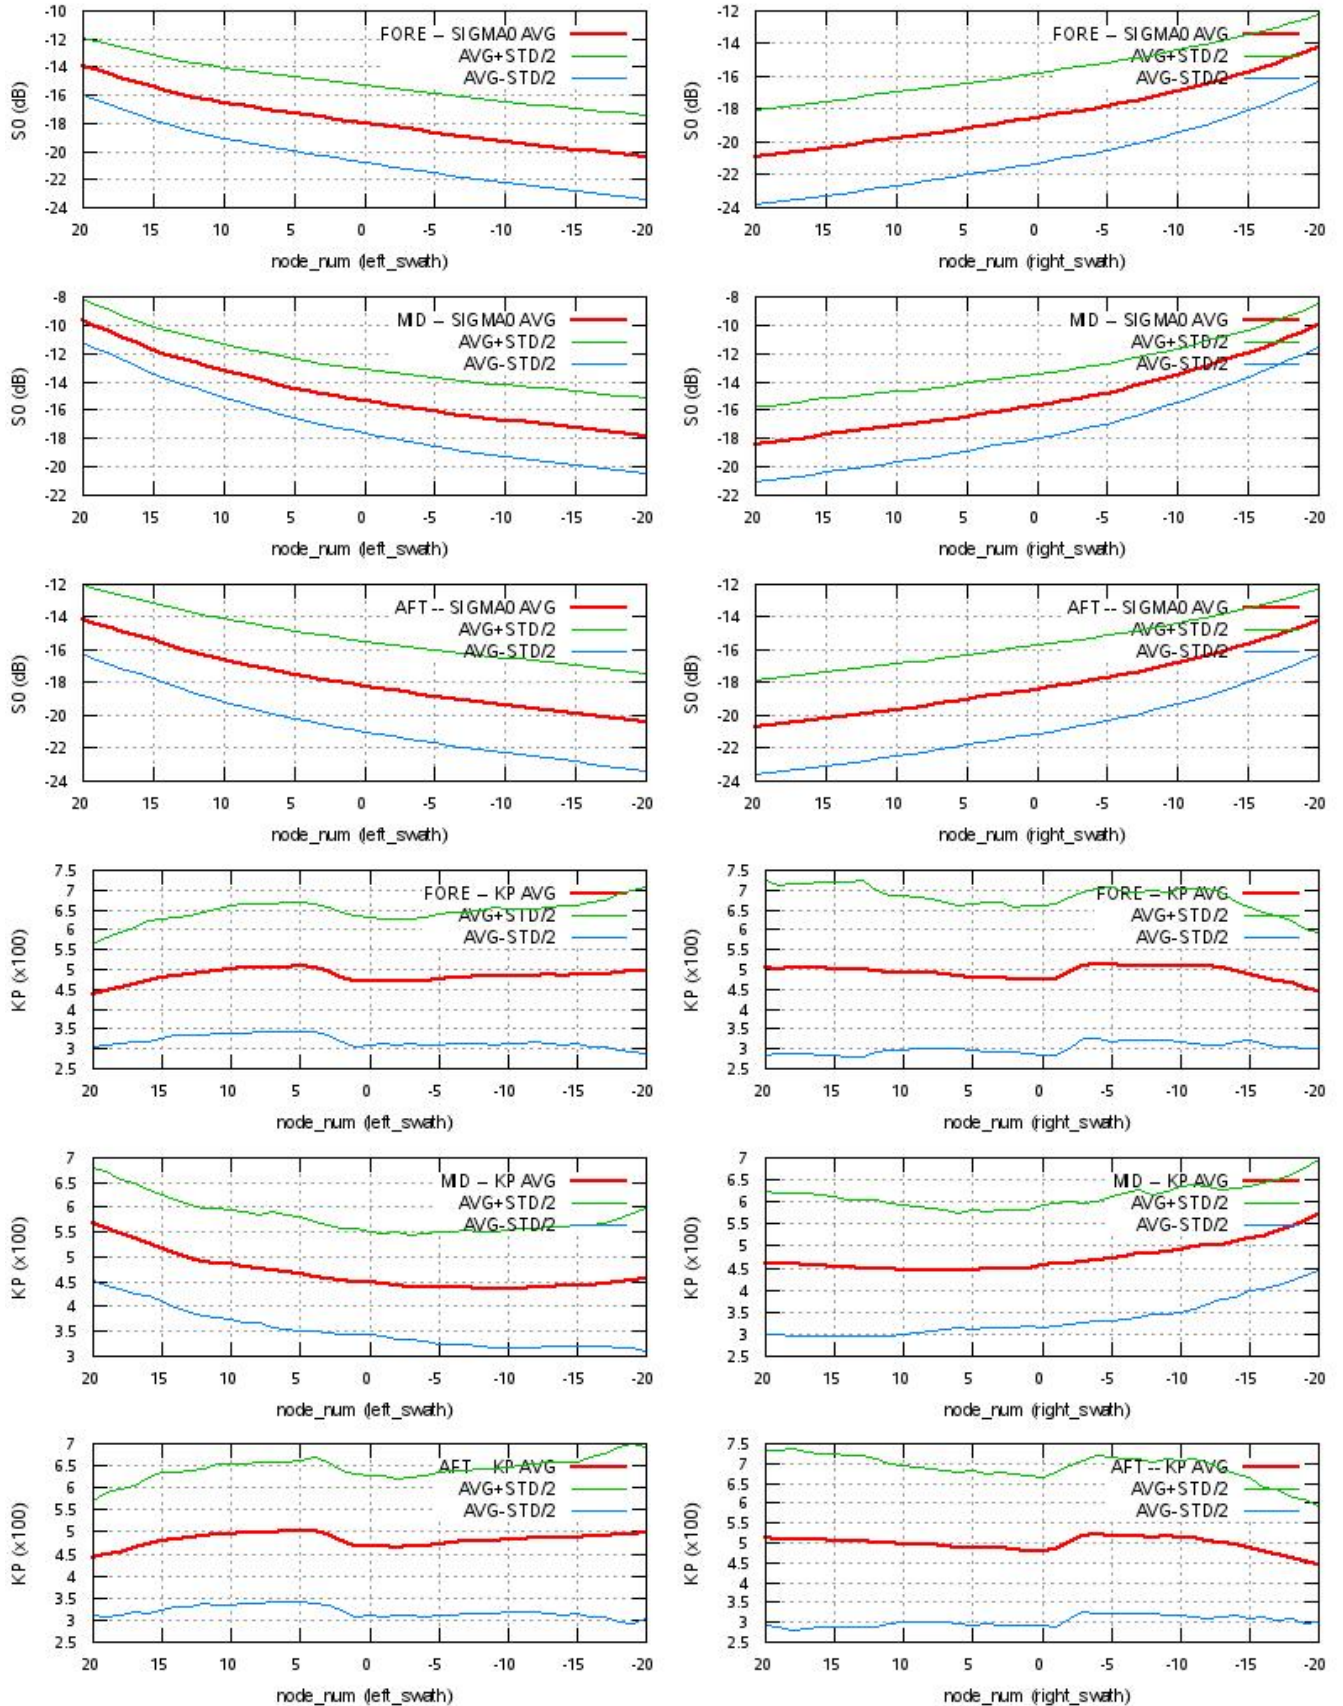 -10
-12
-14
-16
-18
-20
-22
-24
S0 (dB)
FORE -- SIGMA0 AVG
AVG+STD/2
AVG-STD/2
20 15 10 5 0 -5 -10 -15 -20
node_num (left_swath)
-12
-14
-16
-18
-20
-22
-24
S0 (dB)
FORE -- SIGMA0 AVG
AVG+STD/2
AVG-STD/2
20 15 10 5 0 -5 -10 -15 -20
node_num (right_swath)
-8
-10
-12
-14
-16
-18
-20
-22
S0 (dB)
MID -- SIGMA0 AVG
AVG+STD/2
AVG-STD/2
20 15 10 5 0 -5 -10 -15 -20
node_num (left_swath)
-8
-10
-12
-14
-16
-18
-20
-22
S0 (dB)
MID -- SIGMA0 AVG
AVG+STD/2
AVG-STD/2
20 15 10 5 0 -5 -10 -15 -20
node_num (right_swath)
-12
-14
-16
-18
-20
-22
-24
S0 (dB)
AFT -- SIGMA0 AVG
AVG+STD/2
AVG-STD/2
20 15 10 5 0 -5 -10 -15 -20
node_num (left_swath)
-12
-14
-16
-18
-20
-22
-24
S0 (dB)
AFT -- SIGMA0 AVG
AVG+STD/2
AVG-STD/2
20 15 10 5 0 -5 -10 -15 -20
node_num (right_swath)
7.5
7
6.5
6
5.5
5
4.5
4
3.5
3
2.5
KP (x100)
FORE -- KP AVG
AVG+STD/2
AVG-STD/2
20 15 10 5 0 -5 -10 -15 -20
node_num (left_swath)
7.5
7
6.5
6
5.5
5
4.5
4
3.5
3
2.5
KP (x100)
FORE -- KP AVG
AVG+STD/2
AVG-STD/2
20 15 10 5 0 -5 -10 -15 -20
node_num (right_swath)
7
6.5
6
5.5
5
4.5
4
3.5
3
KP (x100)
MID -- KP AVG
AVG+STD/2
AVG-STD/2
20 15 10 5 0 -5 -10 -15 -20
node_num (left_swath)
7
6.5
6
5.5
5
4.5
4
3.5
3
2.5
KP (x100)
MID -- KP AVG
AVG+STD/2
AVG-STD/2
20 15 10 5 0 -5 -10 -15 -20
node_num (right_swath)
7
6.5
6
5.5
5
4.5
4
3.5
3
2.5
KP (x100)
AFT -- KP AVG
AVG+STD/2
AVG-STD/2
20 15 10 5 0 -5 -10 -15 -20
node_num (left_swath)
7.5
7
6.5
6
5.5
5
4.5
4
3.5
3
2.5
KP (x100)
AFT -- KP AVG
AVG+STD/2
AVG-STD/2
20 15 10 5 0 -5 -10 -15 -20
node_num (right_swath)